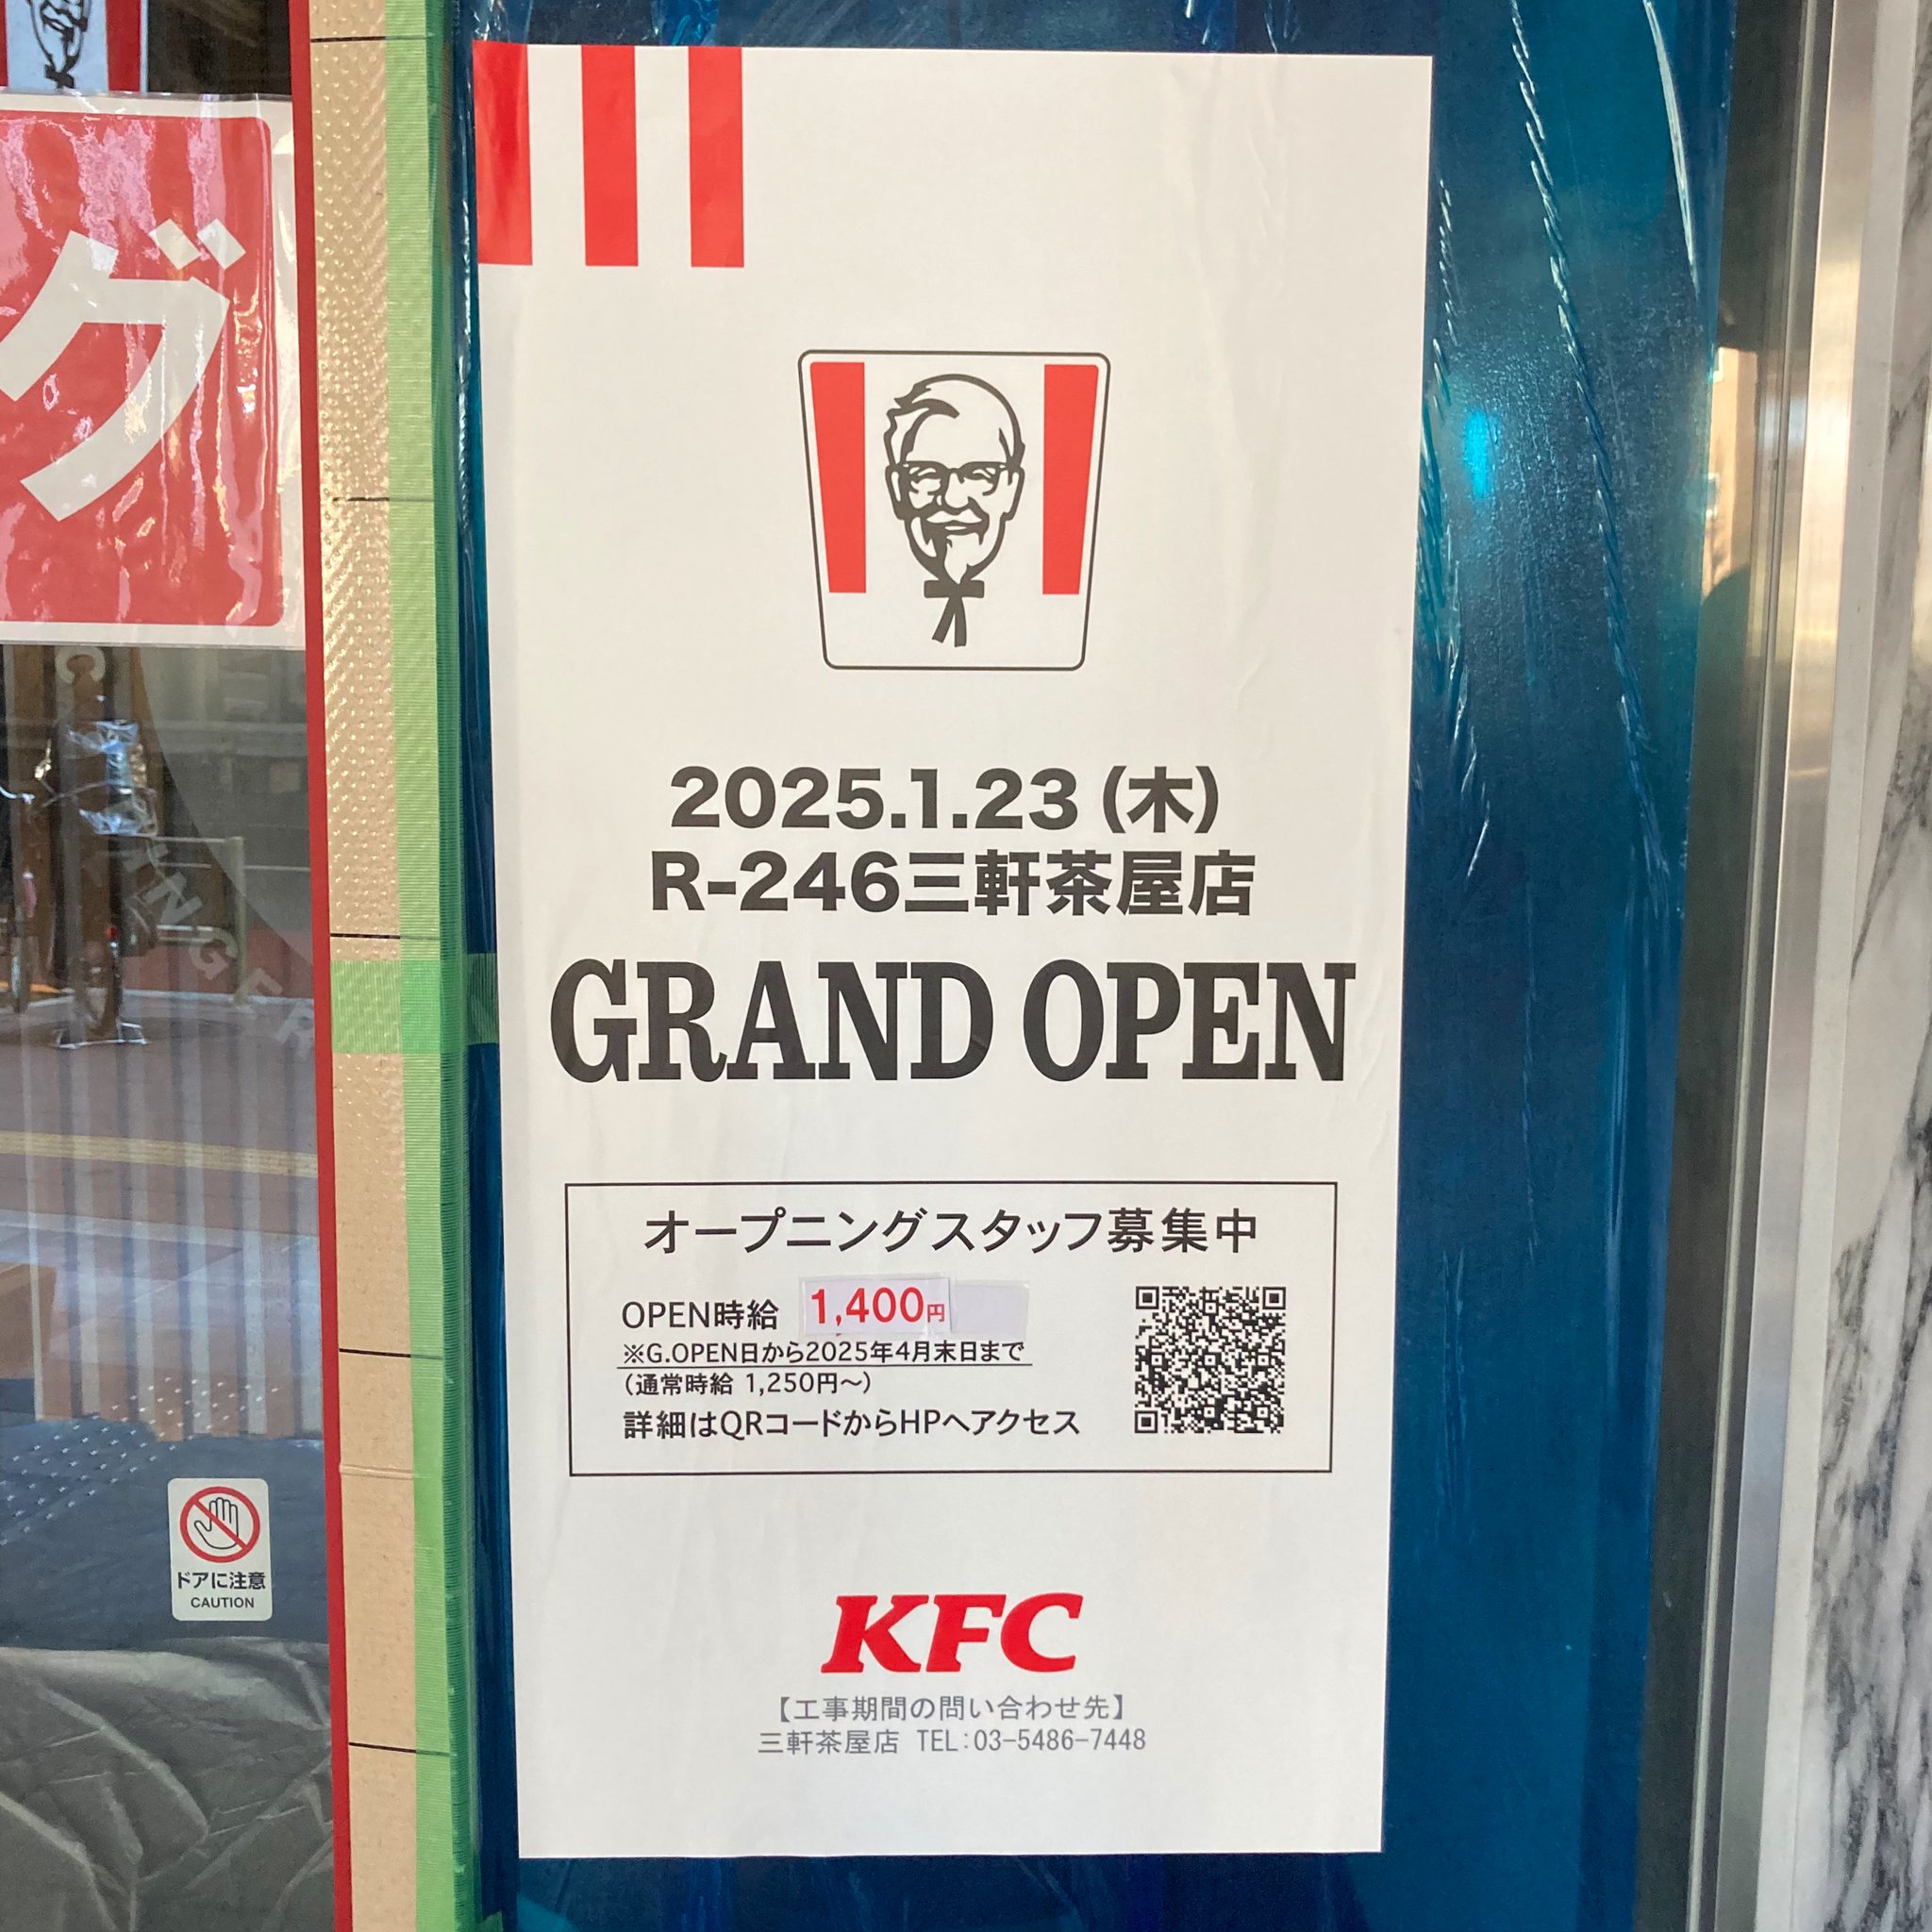 グ
2025.1.23（木）
R-246三軒茶屋店
GRAND OPEN
オープニングスタッフ募集中
OPEN時給 1,400円
※G.OPEN日から2025年4月末日まで
（通常時給 1,250円～）
詳細はQRコードからHPへアクセス
KFC
【工事期間の問い合わせ先】
三軒茶屋店 TEL:03-5486-7448
ドアに注意
CAUTION